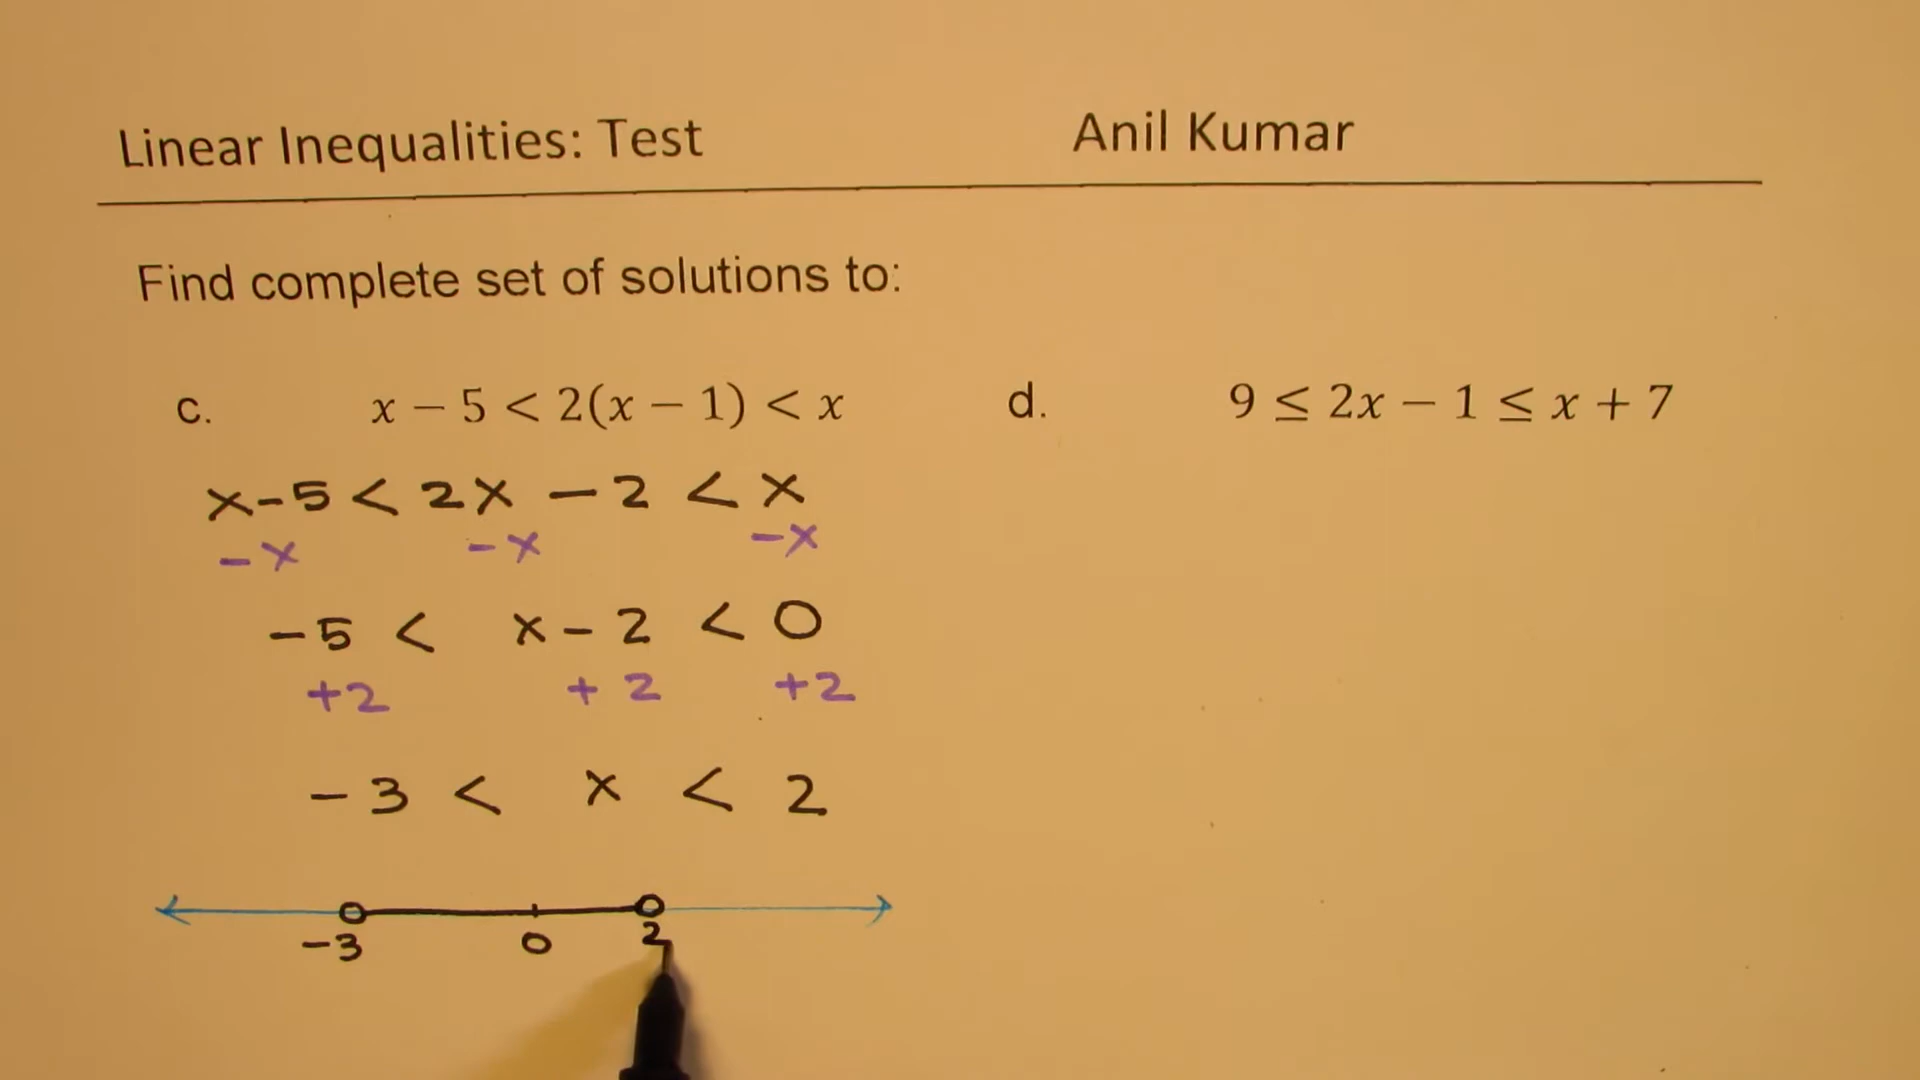 Linear Inequalities: Test Anil Kumar
Find complete set of solutions to:
c. x − 5 < 2(x − 1) < x
x-5 < 2x - 2 < x
-x -x -x
-5 < x - 2 < 0
+2 +2 +2
-3 < x < 2
-3 0 2
d. 9 ≤ 2x − 1 ≤ x + 7